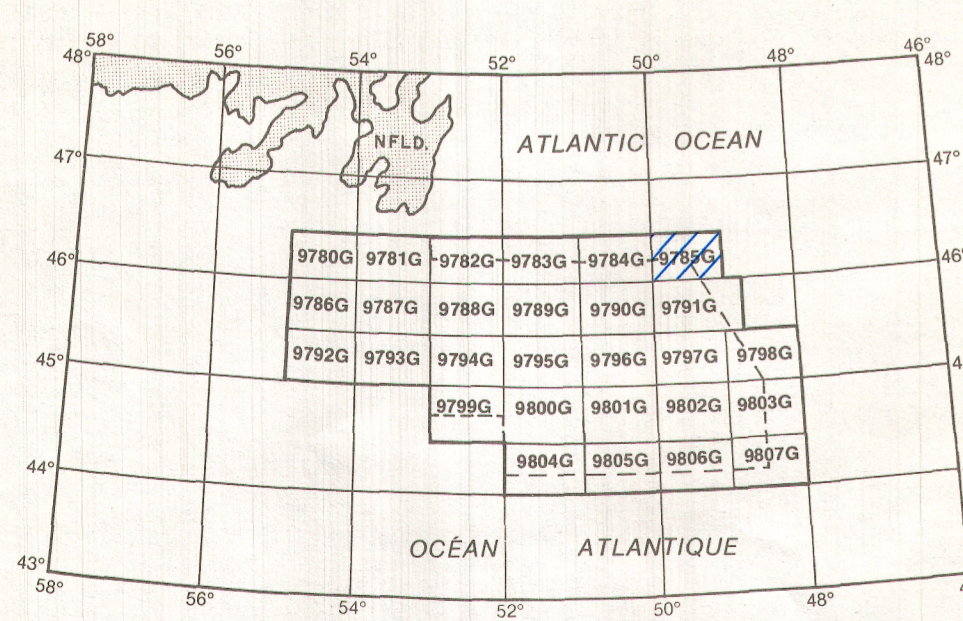 58° 56° 54° 52° 50° 48° 46°
48° 48°
NFLD. ATLANTIC OCEAN
47° 47°
46° 9780G 9781G 9782G 9783G 9784G 9785G
9786G 9787G 9788G 9789G 9790G 9791G
45° 9792G 9793G 9794G 9795G 9796G 9797G 9798G 4
9799G 9800G 9801G 9802G 9803G
44° 9804G 9805G 9806G 9807G
OCÉAN ATLANTIQUE
43°
58° 56° 54° 52° 50° 48° 4